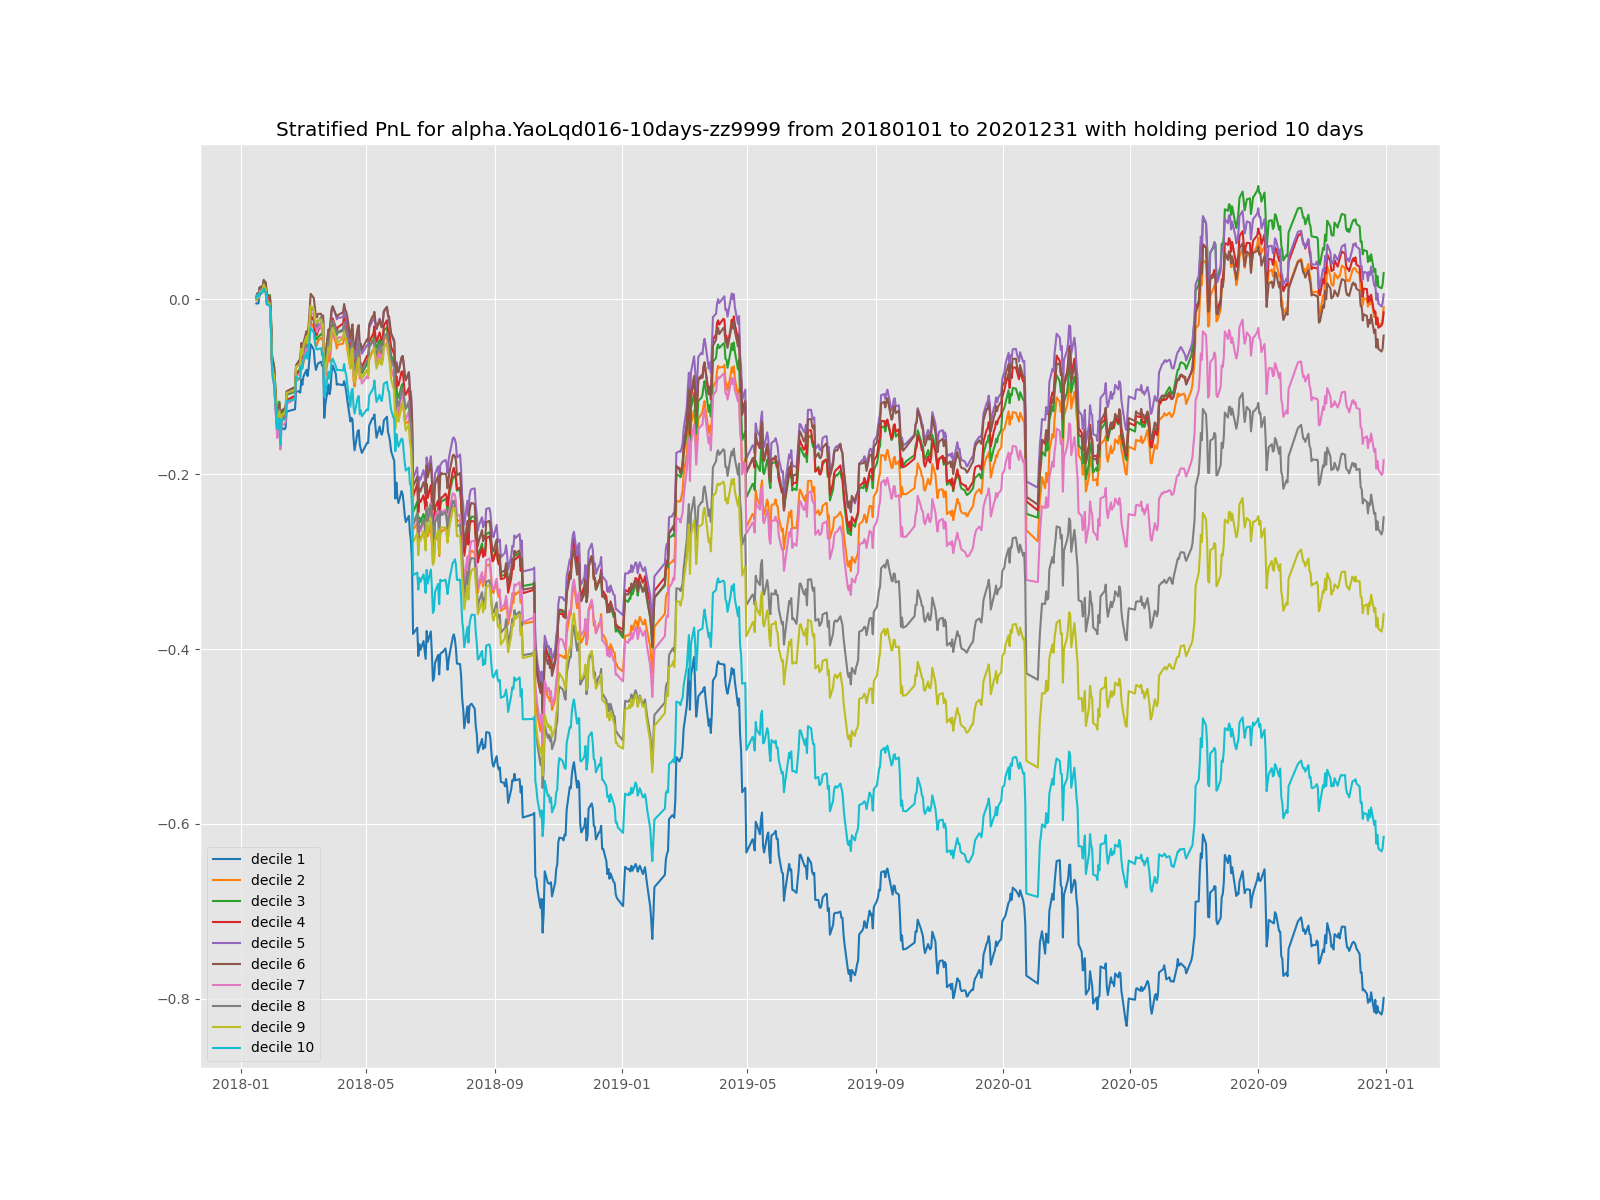 Stratified PnL for alpha.YaoLqd016-10days-zz9999 from 20180101 to 20201231 with holding period 10 days
0.0
−0.2
−0.4
−0.6
−0.8
decile 1
decile 2
decile 3
decile 4
decile 5
decile 6
decile 7
decile 8
decile 9
decile 10
2018-01 2018-05 2018-09 2019-01 2019-05 2019-09 2020-01 2020-05 2020-09 2021-01